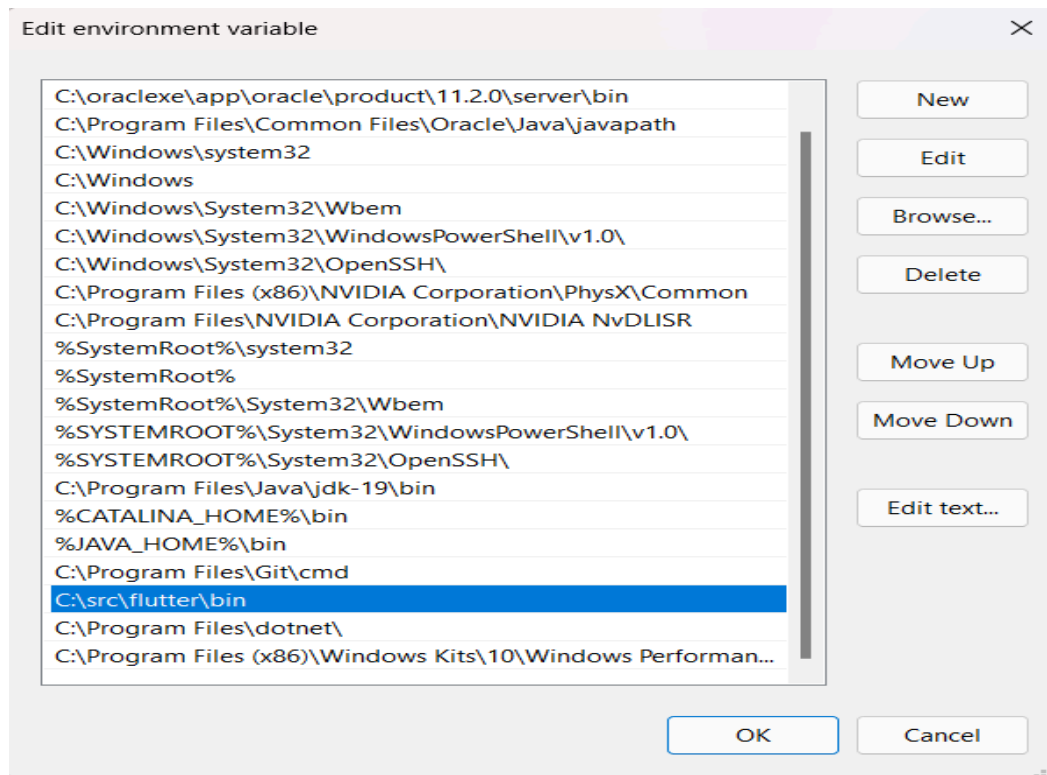 Edit environment variable
C:\oraclexe\app\oracle\product\11.2.0\server\bin
C:\Program Files\Common Files\Oracle\Java\javapath
C:\Windows\system32
C:\Windows
C:\Windows\System32\Wbem
C:\Windows\System32\WindowsPowerShell\v1.0\
C:\Windows\System32\OpenSSH\
C:\Program Files (x86)\NVIDIA Corporation\PhysX\Common
C:\Program Files\NVIDIA Corporation\NVIDIA NvDLISR
%SystemRoot%\system32
%SystemRoot%
%SystemRoot%\System32\Wbem
%SYSTEMROOT%\System32\WindowsPowerShell\v1.0\
%SYSTEMROOT%\System32\OpenSSH\
C:\Program Files\Java\jdk-19\bin
%CATALINA_HOME%\bin
%JAVA_HOME%\bin
C:\Program Files\Git\cmd
C:\src\flutter\bin
C:\Program Files\dotnet\
C:\Program Files (x86)\Windows Kits\10\Windows Performan...
New
Edit
Browse...
Delete
Move Up
Move Down
Edit text...
OK
Cancel